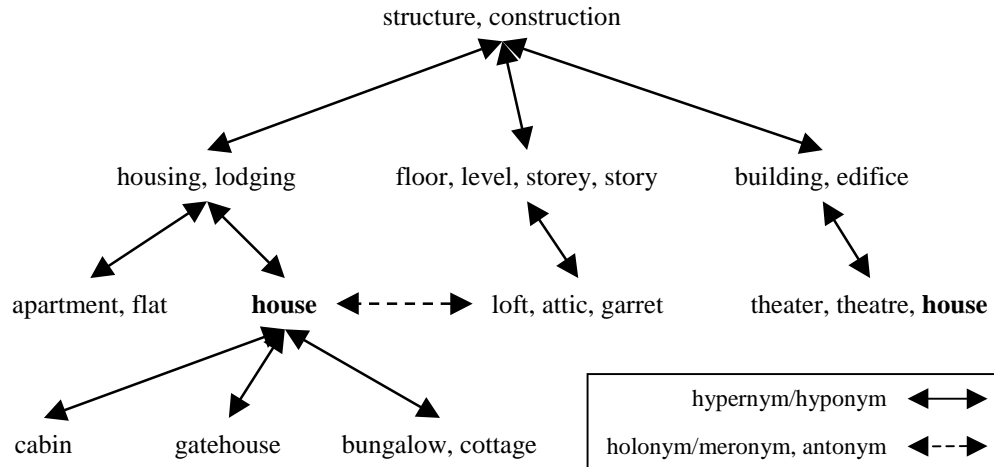 structure, construction
housing, lodging
floor, level, storey, story
building, edifice
apartment, flat
house
loft, attic, garret
theater, theatre, house
cabin
gatehouse
bungalow, cottage
hypernym/hyponym
holonym/meronym, antonym